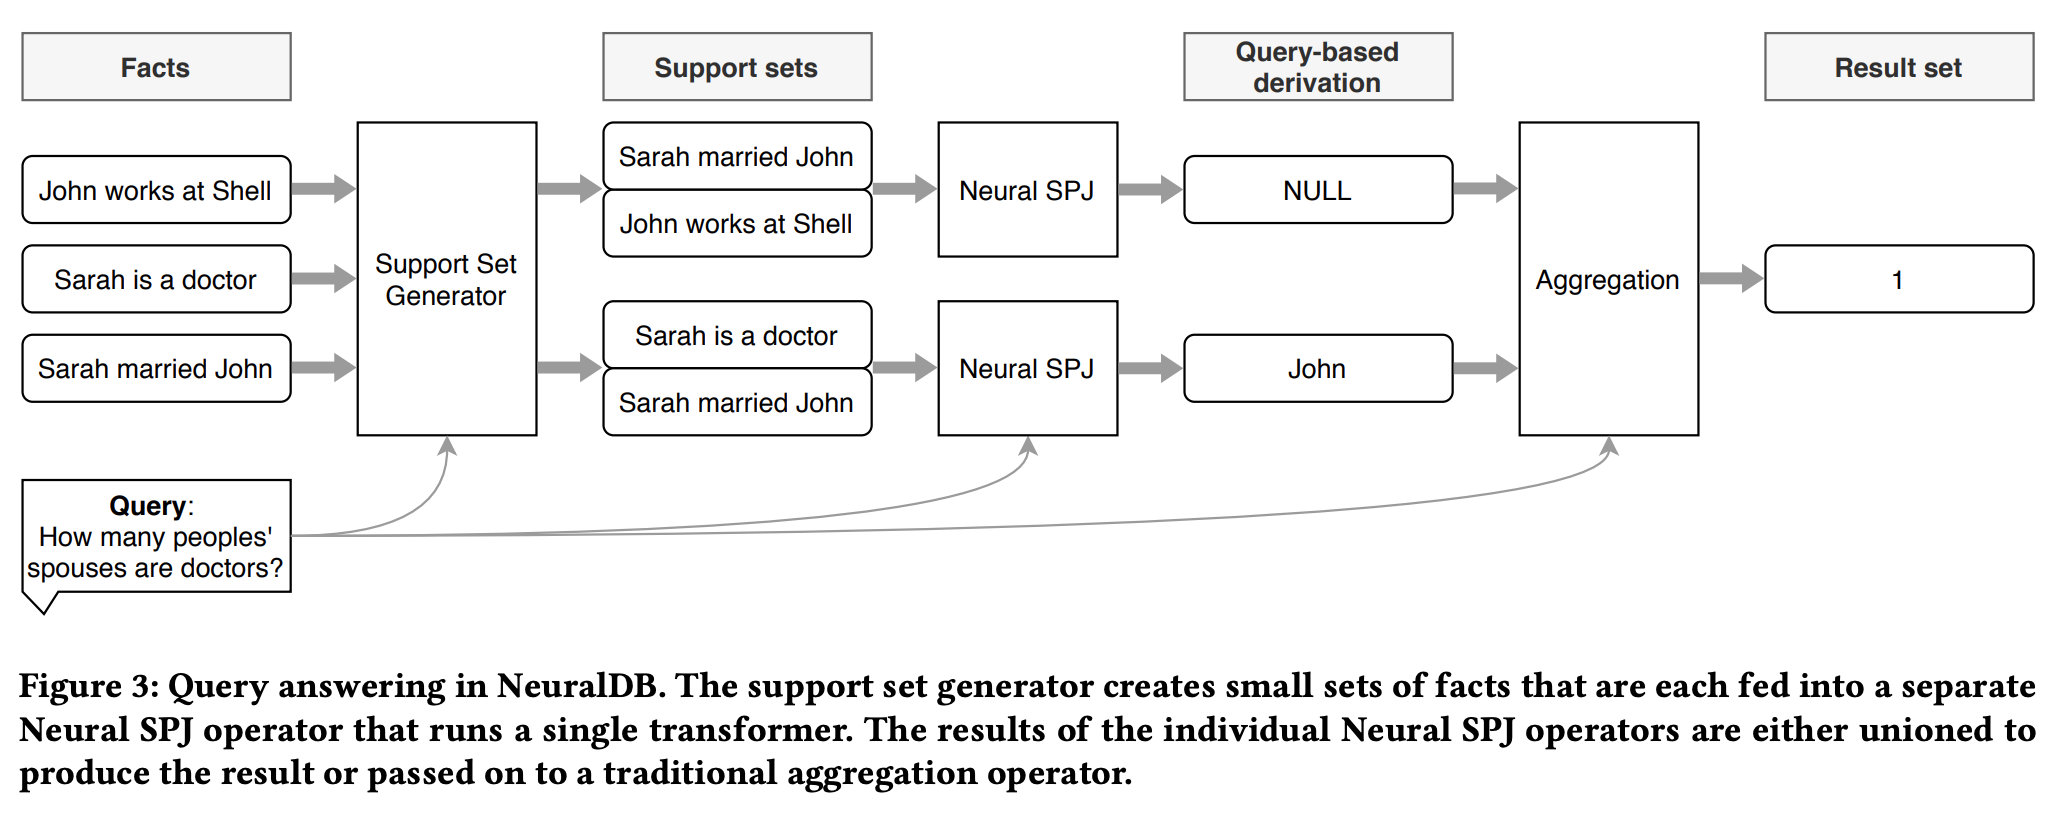 Facts
Support sets
Query-based
derivation
Result set
John works at Shell
Sarah is a doctor
Sarah married John
Support Set
Generator
Sarah married John
John works at Shell
Sarah is a doctor
Sarah married John
Neural SPJ
Neural SPJ
NULL
John
Aggregation
1
Query:
How many peoples'
spouses are doctors?
Figure 3: Query answering in NeuralDB. The support set generator creates small sets of facts that are each fed into a separate
Neural SPJ operator that runs a single transformer. The results of the individual Neural SPJ operators are either unioned to
produce the result or passed on to a traditional aggregation operator.